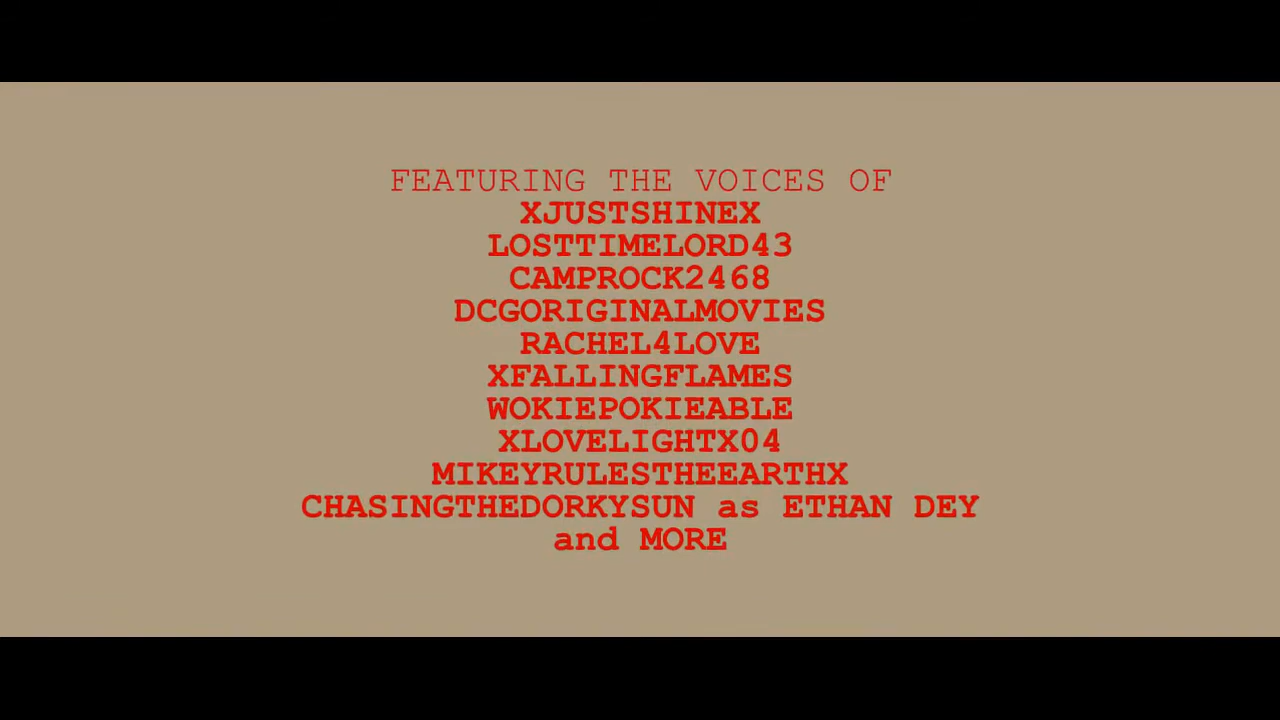 FEATURING THE VOICES OF
XJUSTSHINEX
LOSTTIMELORD43
CAMPROCK2468
DCGORIGINALMOVIES
RACHEL4LOVE
XFALLINGFLAMES
WOKIEPOKIEABLE
XLOVELIGHTX04
MIKEYRULESTHEEARTHX
CHASINGTHEDORKYSUN as ETHAN DEY
and MORE